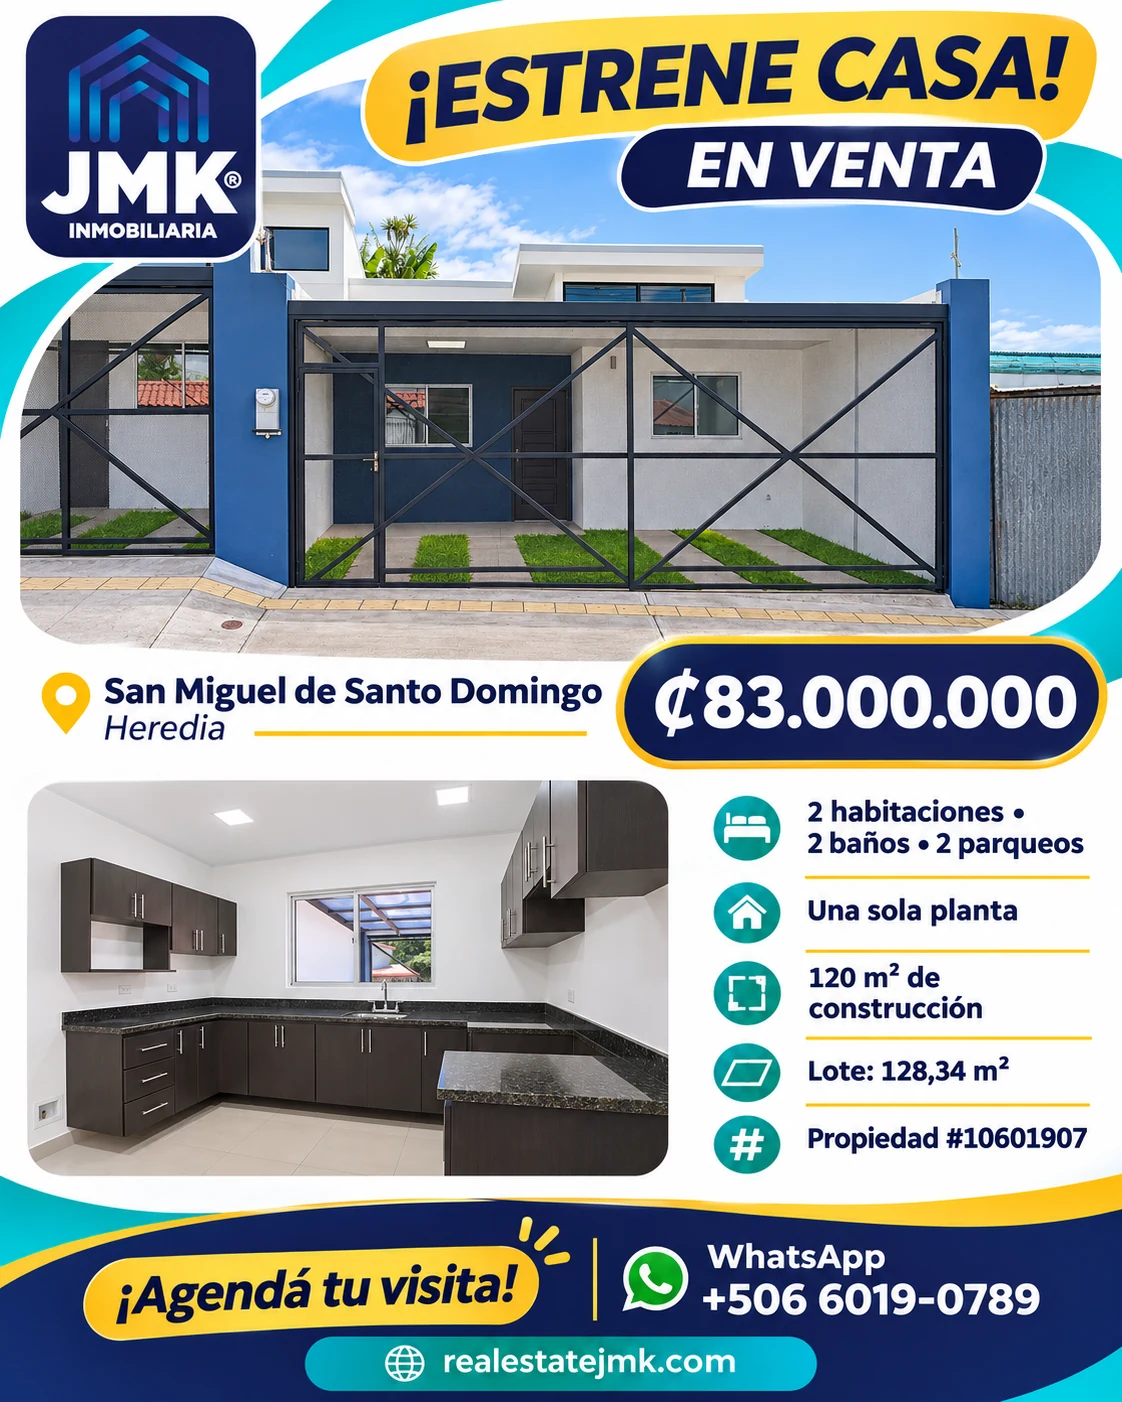 JMK®
INMOBILIARIA
¡ESTRENE CASA!
EN VENTA
San Miguel de Santo Domingo
Heredia
₡83.000.000
2 habitaciones •
2 baños • 2 parqueos
Una sola planta
120 m² de
construcción
Lote: 128,34 m²
#
Propiedad #10601907
¡Agendá tu visita!
WhatsApp
+506 6019-0789
realestatejmk.com